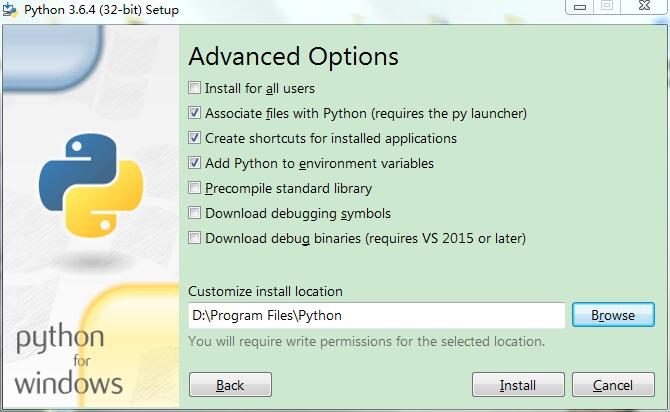 Python 3.6.4 (32-bit) Setup
Advanced Options
Install for all users
Associate files with Python (requires the py launcher)
Create shortcuts for installed applications
Add Python to environment variables
Precompile standard library
Download debugging symbols
Download debug binaries (requires VS 2015 or later)
Customize install location
D:\Program Files\Python
Browse
You will require write permissions for the selected location.
python
for
windows
Back
Install
Cancel